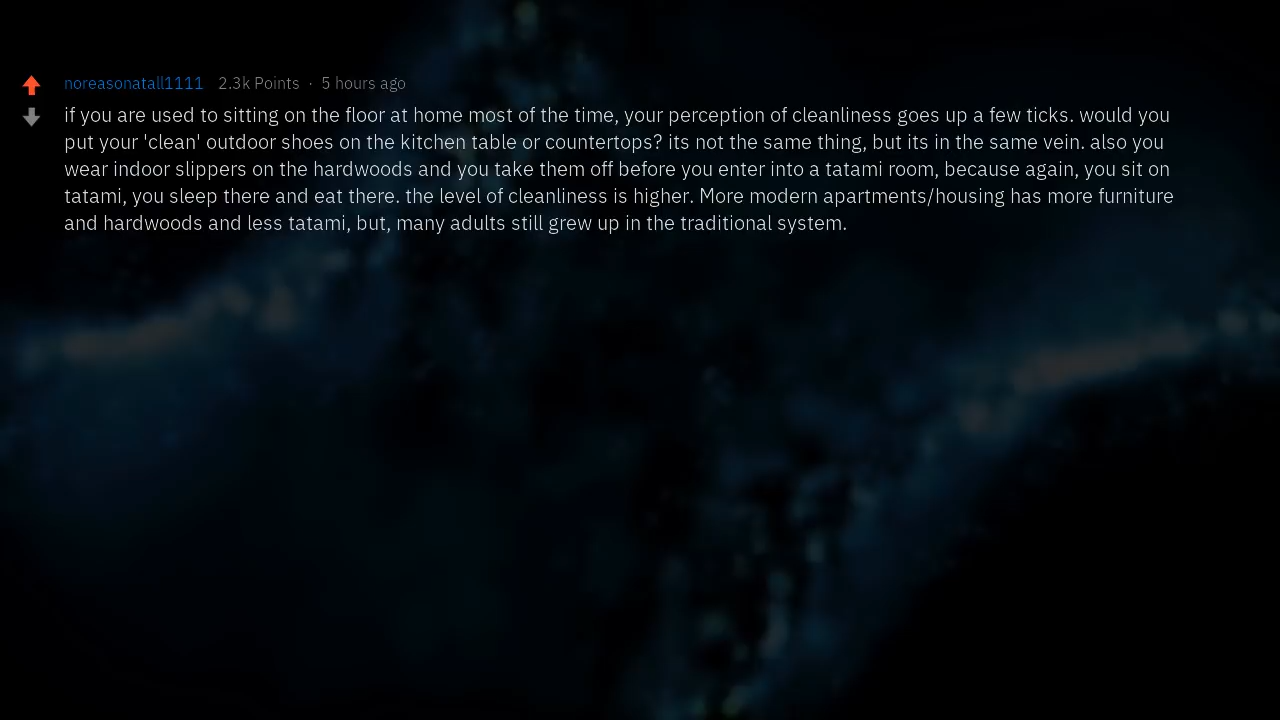 noreasonatall1111 2.3k Points · 5 hours ago
if you are used to sitting on the floor at home most of the time, your perception of cleanliness goes up a few ticks. would you
put your 'clean' outdoor shoes on the kitchen table or countertops? its not the same thing, but its in the same vein. also you
wear indoor slippers on the hardwoods and you take them off before you enter into a tatami room, because again, you sit on
tatami, you sleep there and eat there. the level of cleanliness is higher. More modern apartments/housing has more furniture
and hardwoods and less tatami, but, many adults still grew up in the traditional system.